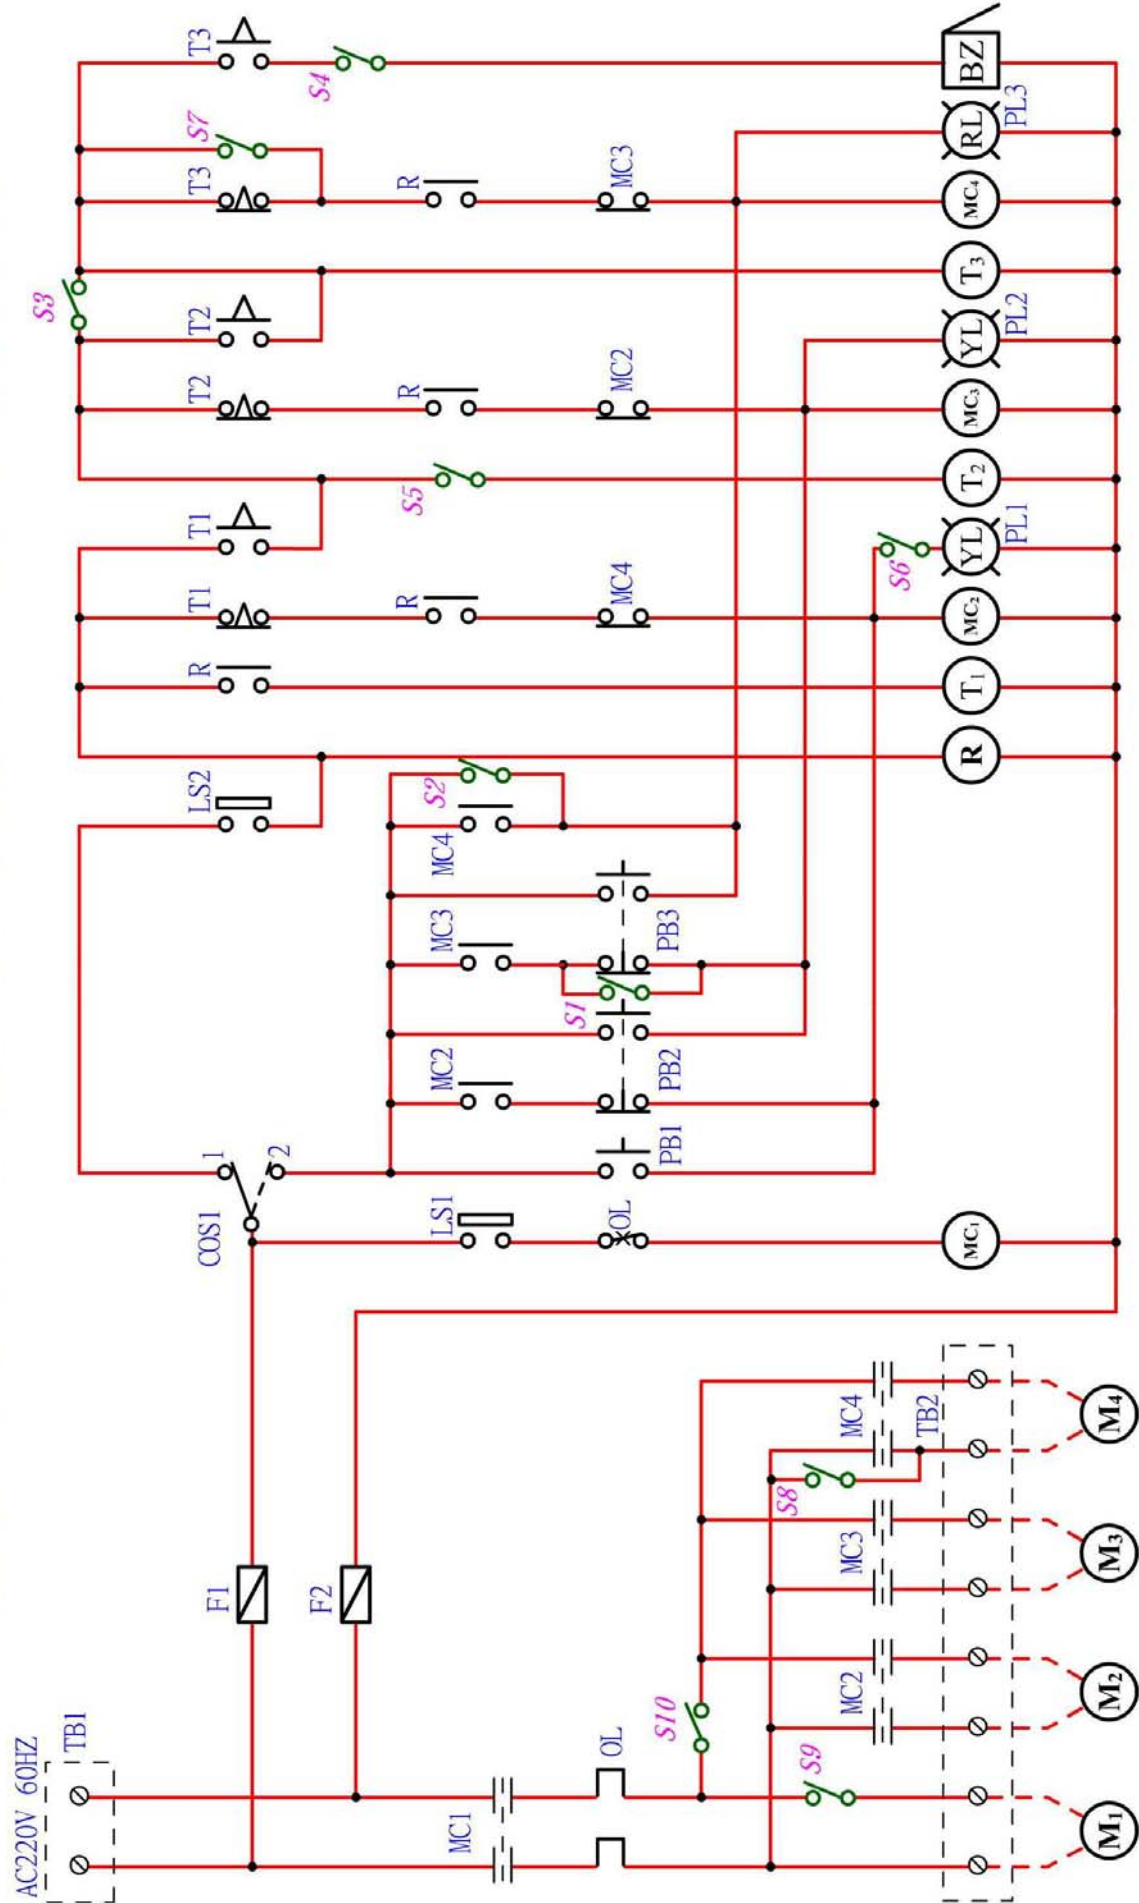 AC220V 60HZ
TB1
F1
F2
MC1
OL
S10
S9
MC2
MC3
S8
MC4
TB2
M1
M2
M3
M4
COS1
1
2
LS1
OL
MC1
PB1
MC2
PB2
S1
MC3
PB3
MC4
S2
LS2
R
R
T1
T1
R
MC4
MC2
T1
S6
YL
PL1
S5
T2
T2
R
MC2
MC3
T2
YL
PL2
S3
T3
T3
R
MC3
MC4
S7
RL
PL3
T3
S4
BZ